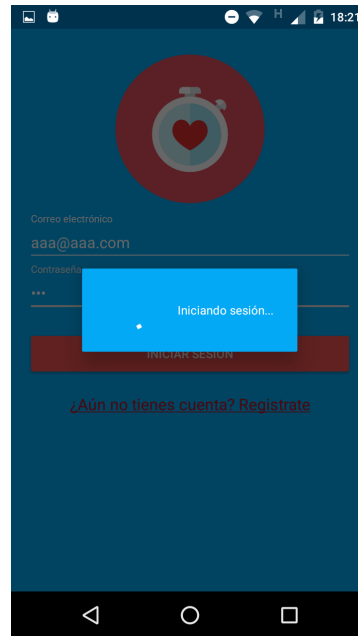 H 18:21
Correo electrónico
aaa@aaa.com
Contraseña
•••
Iniciando sesión...
INICIAR SESIÓN
¿Aún no tienes cuenta? Registrate